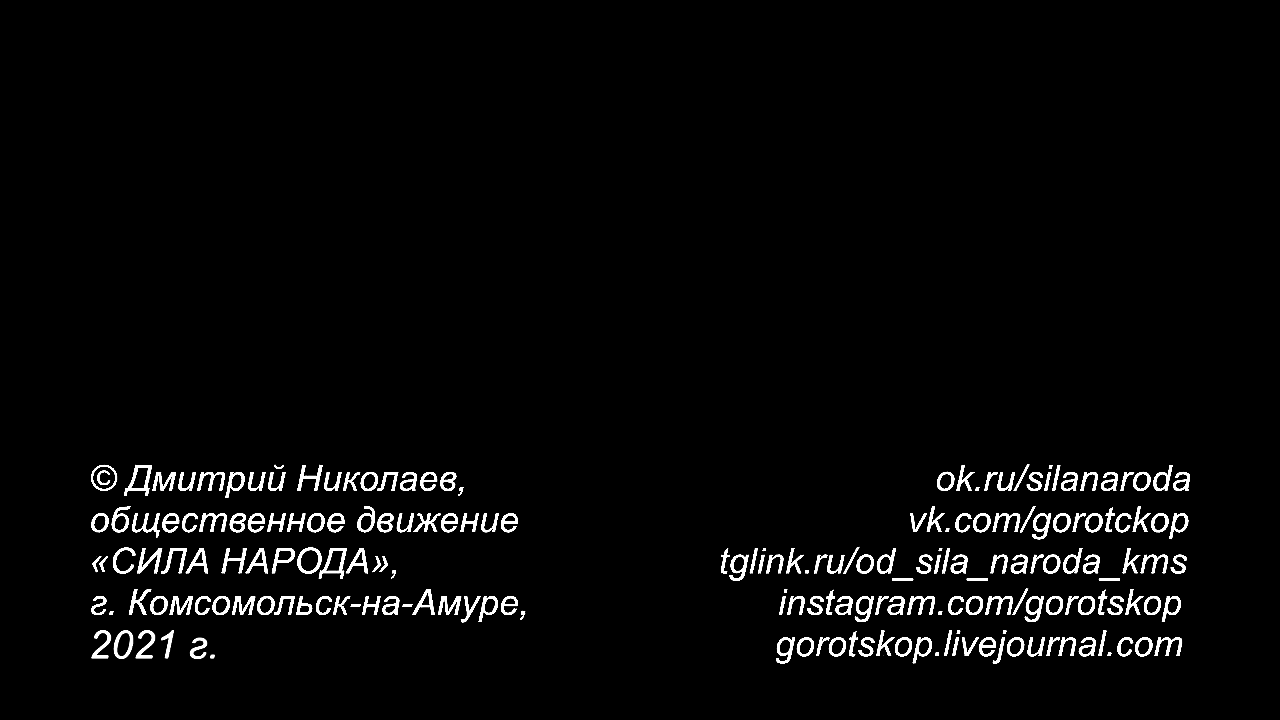 © Дмитрий Николаев,
общественное движение
«СИЛА НАРОДА»,
г. Комсомольск-на-Амуре,
2021 г.
ok.ru/silanaroda
vk.com/gorotckop
tglink.ru/od_sila_naroda_kms
instagram.com/gorotskop
gorotskop.livejournal.com